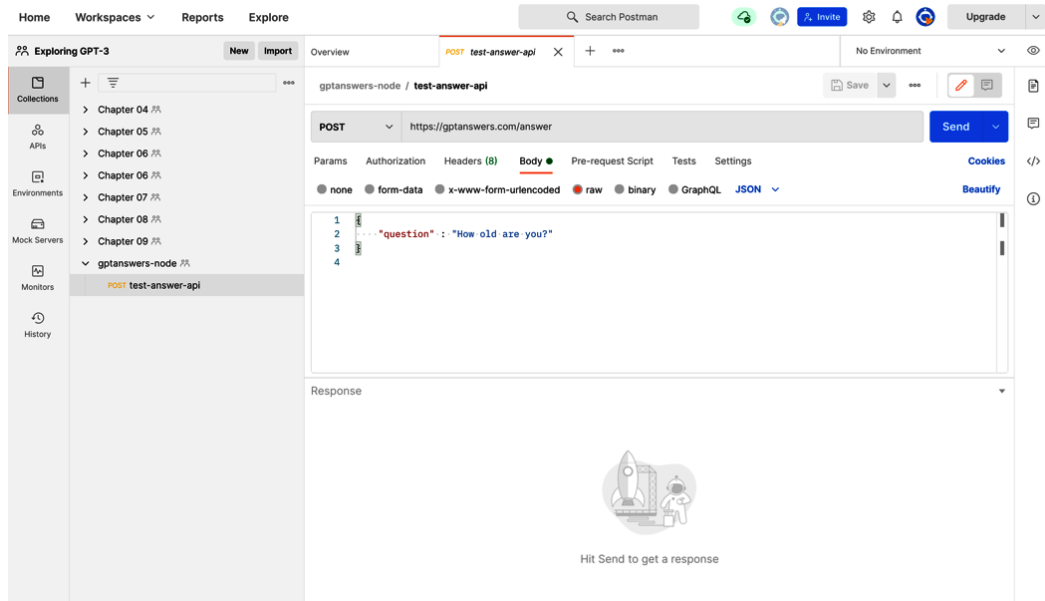 Home Workspaces Reports Explore Search Postman Invite Upgrade
Exploring GPT-3 New Import
Overview POST test-answer-api No Environment
Collections
APIs
Environments
Mock Servers
Monitors
History
Chapter 04
Chapter 05
Chapter 06
Chapter 06
Chapter 07
Chapter 08
Chapter 09
gptanswers-node
POST test-answer-api
gptanswers-node / test-answer-api Save
POST https://gptanswers.com/answer Send
Params Authorization Headers (8) Body Pre-request Script Tests Settings Cookies
none form-data x-www-form-urlencoded raw binary GraphQL JSON Beautify
1 {
2 ····"question"·:·"How·old·are·you?"
3 }
4
Response
Hit Send to get a response